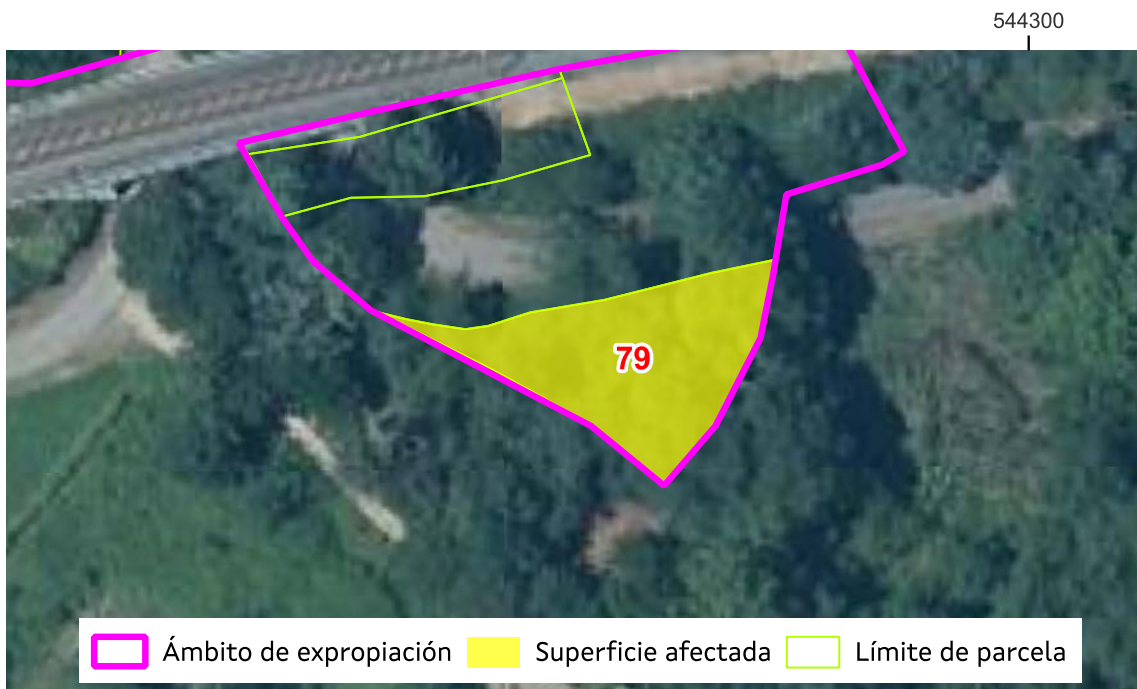 544300
79
Ámbito de expropiación Superficie afectada Límite de parcela